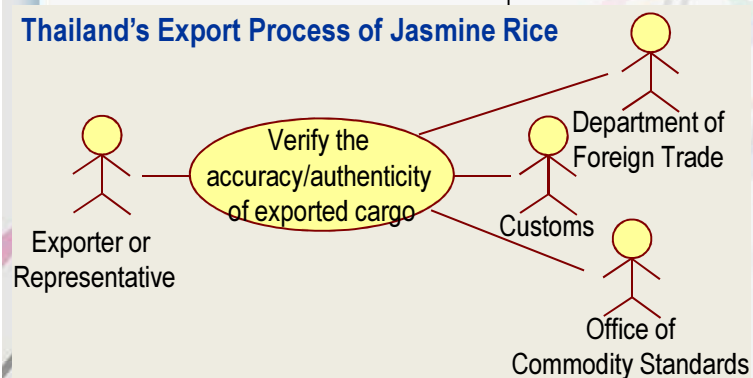 Thailand's Export Process of Jasmine Rice
Verify the
accuracy/authenticity
of exported cargo
Exporter or
Representative
Department of
Foreign Trade
Customs
Office of
Commodity Standards